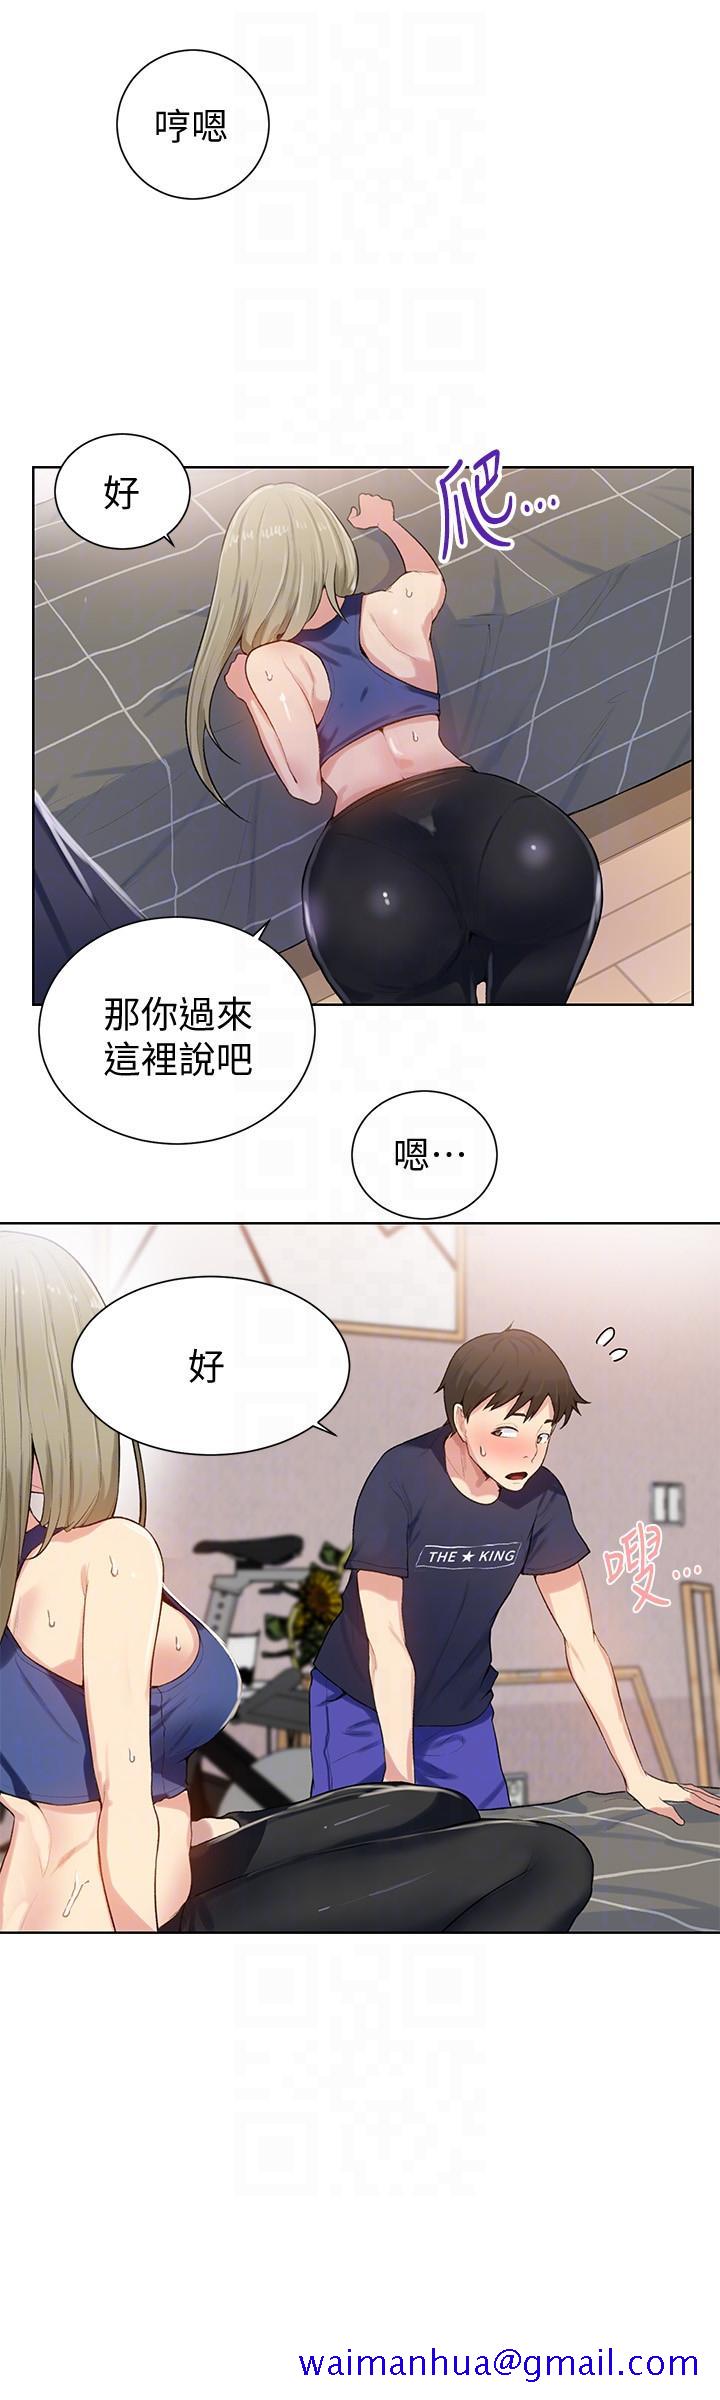 哼嗯
好
爬…
那你過來
這裡說吧
嗯…
好
THE ★ KING
嗖…
waimanhua@gmail.com